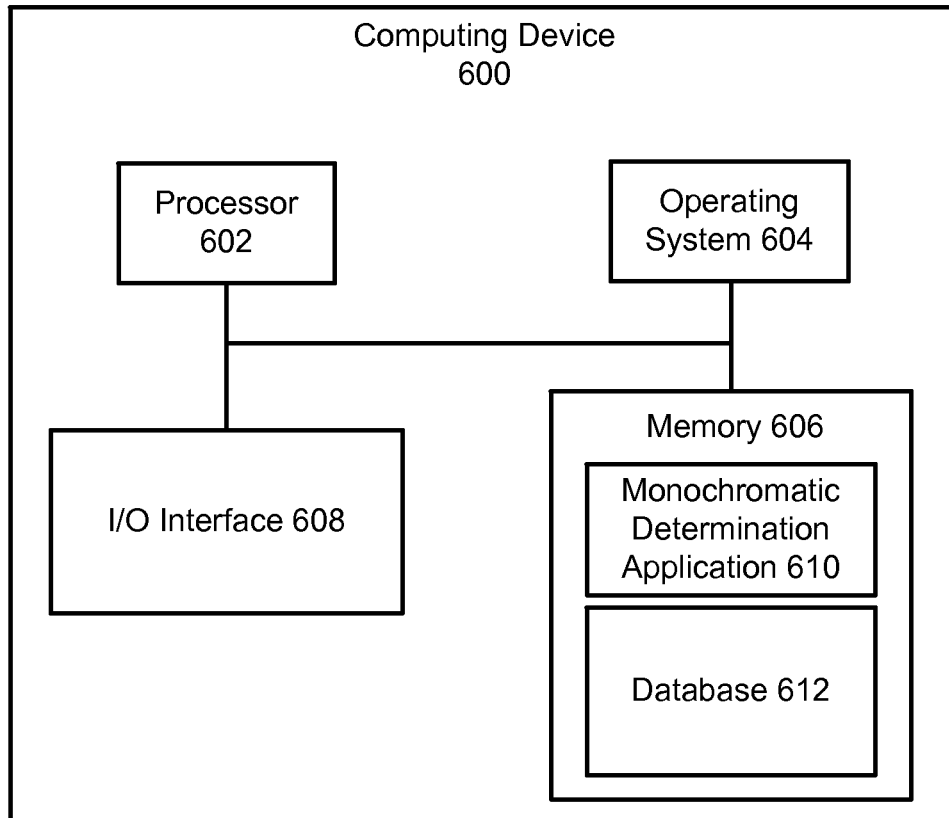 Computing Device
600
Processor
602
Operating
System 604
I/O Interface 608
Memory 606
Monochromatic
Determination
Application 610
Database 612